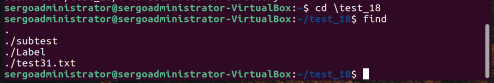 sergoadministrator@sergoadministrator-VirtualBox:~$ cd \test_18
sergoadministrator@sergoadministrator-VirtualBox:~/test_18$ find
.
./subtest
./Label
./test31.txt
sergoadministrator@sergoadministrator-VirtualBox:~/test_18$